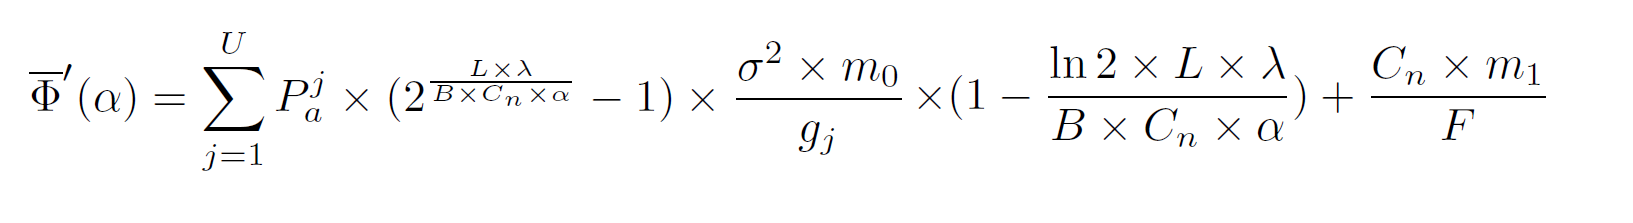 $\overline{\Phi}'(\alpha) = \sum_{j=1}^{U} P_a^j \times (2^{\frac{L \times \lambda}{B \times C_n \times \alpha}} - 1) \times \frac{\sigma^2 \times m_0}{g_j} \times (1 - \frac{\ln 2 \times L \times \lambda}{B \times C_n \times \alpha}) + \frac{C_n \times m_1}{F}$